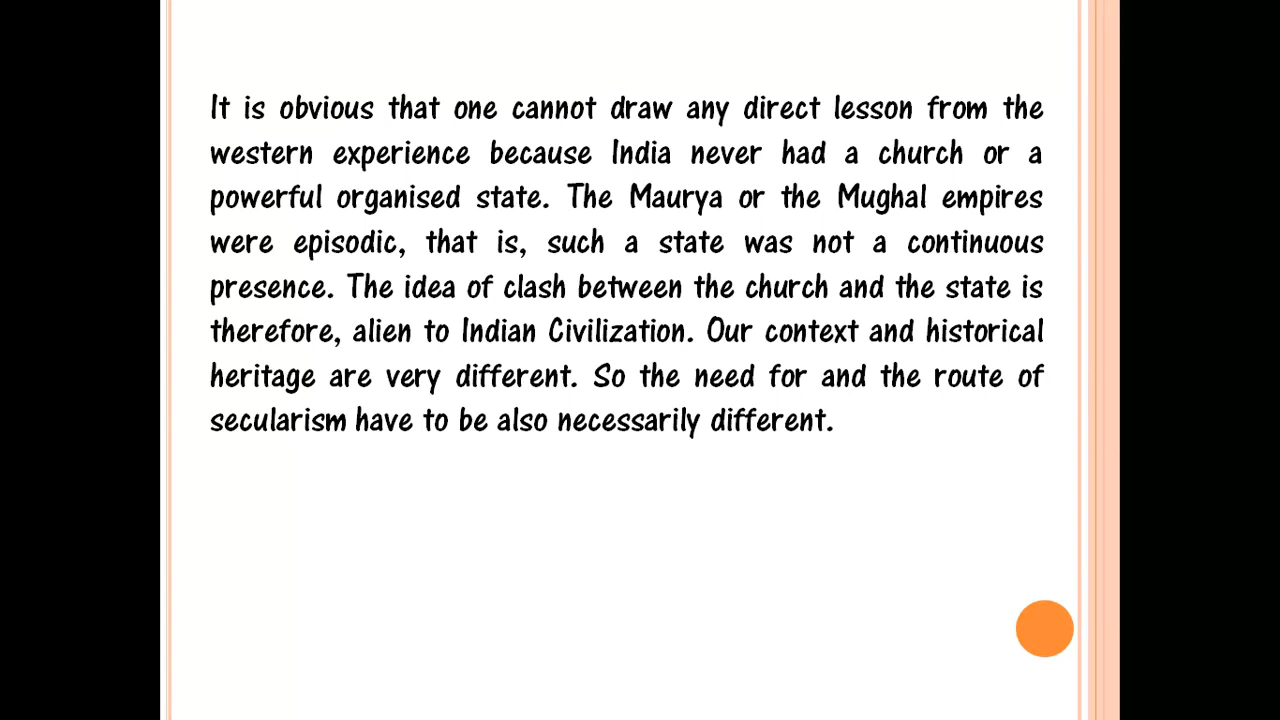 It is obvious that one cannot draw any direct lesson from the
western experience because India never had a church or a
powerful organised state. The Maurya or the Mughal empires
were episodic, that is, such a state was not a continuous
presence. The idea of clash between the church and the state is
therefore, alien to Indian Civilization. Our context and historical
heritage are very different. So the need for and the route of
secularism have to be also necessarily different.